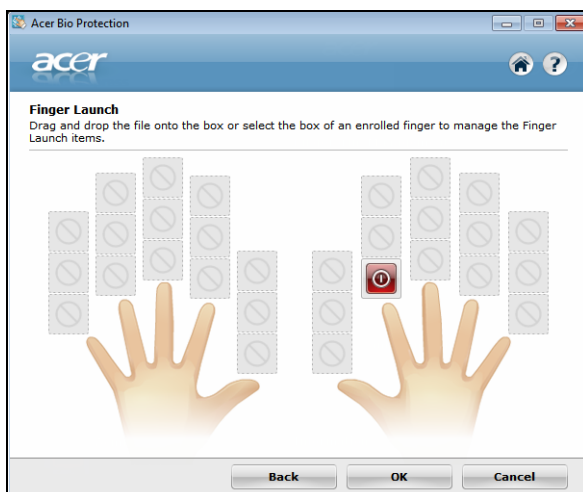 Acer Bio Protection
acer
?
Finger Launch
Drag and drop the file onto the box or select the box of an enrolled finger to manage the Finger
Launch items.
Back OK Cancel